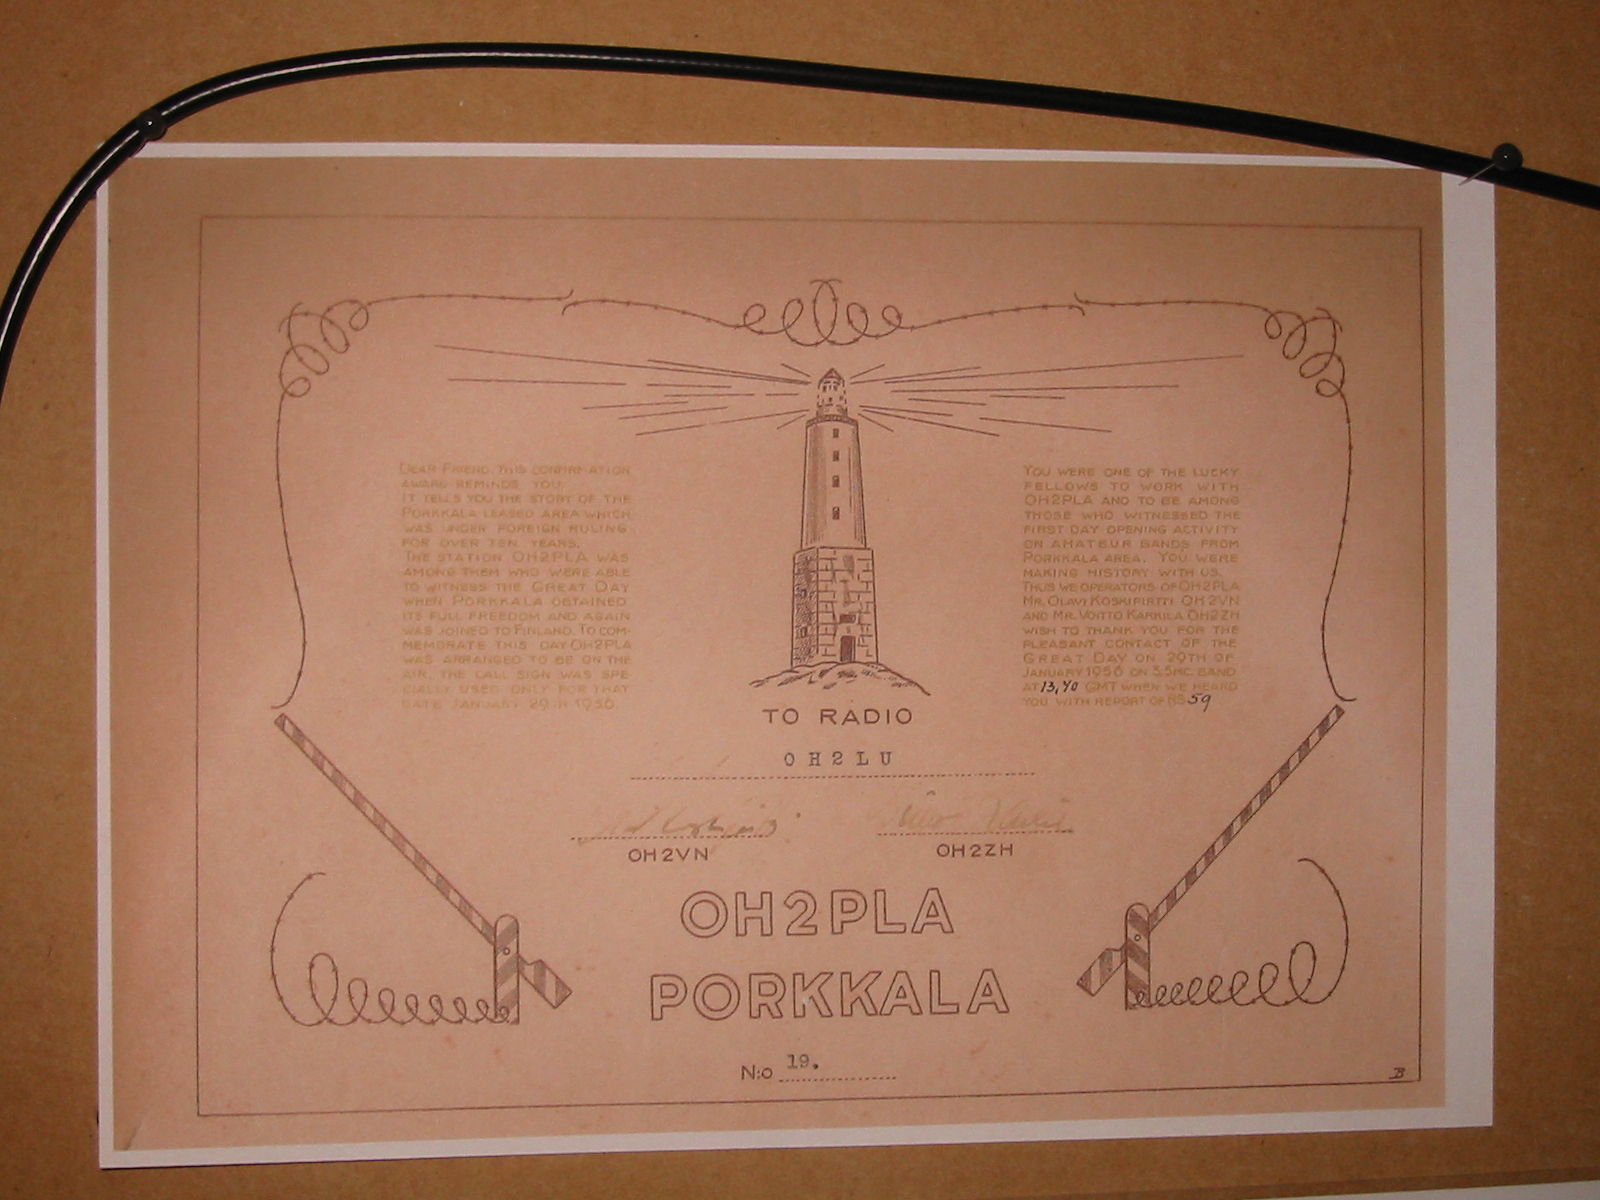 DEAR FRIEND, THIS CONFIRMATION
AWARD REMINDS YOU.
IT TELLS YOU THE STORY OF THE
PORKKALA LEASED AREA WHICH
WAS UNDER FOREIGN RULING
FOR OVER TEN YEARS.
THE STATION OH2PLA WAS
AMONG THEM WHO WERE ABLE
TO WITNESS THE GREAT DAY
WHEN PORKKALA OBTAINED
ITS FULL FREEDOM AND AGAIN
WAS JOINED TO FINLAND. TO COM-
MEMORATE THIS DAY OH2PLA
WAS ARRANGED TO BE ON THE
AIR, THE CALL SIGN WAS SPE
CIALLY USED ONLY FOR THAT
DATE JANUARY 29TH 1956.
YOU WERE ONE OF THE LUCKY
FELLOWS TO WORK WITH
OH2PLA AND TO BE AMONG
THOSE WHO WITNESSED THE
FIRST DAY OPENING ACTIVITY
ON AMATEUR BANDS FROM
PORKKALA AREA. YOU WERE
MAKING HISTORY WITH US.
THUS WE OPERATORS OF OH2PLA
MR. OLAVI KOSKIPIRTTI OH2VN
AND MR. VOITTO KARKILA OH2ZH
WISH TO THANK YOU FOR THE
PLEASANT CONTACT OF THE
GREAT DAY ON 29TH OF
JANUARY 1956 ON 3.5MC BAND
AT 13,40 GMT WHEN WE HEARD
YOU WITH REPORT OF RS 59
TO RADIO
OH2LU
OH2VN
OH2ZH
OH2PLA
PORKKALA
N:o 19.
B